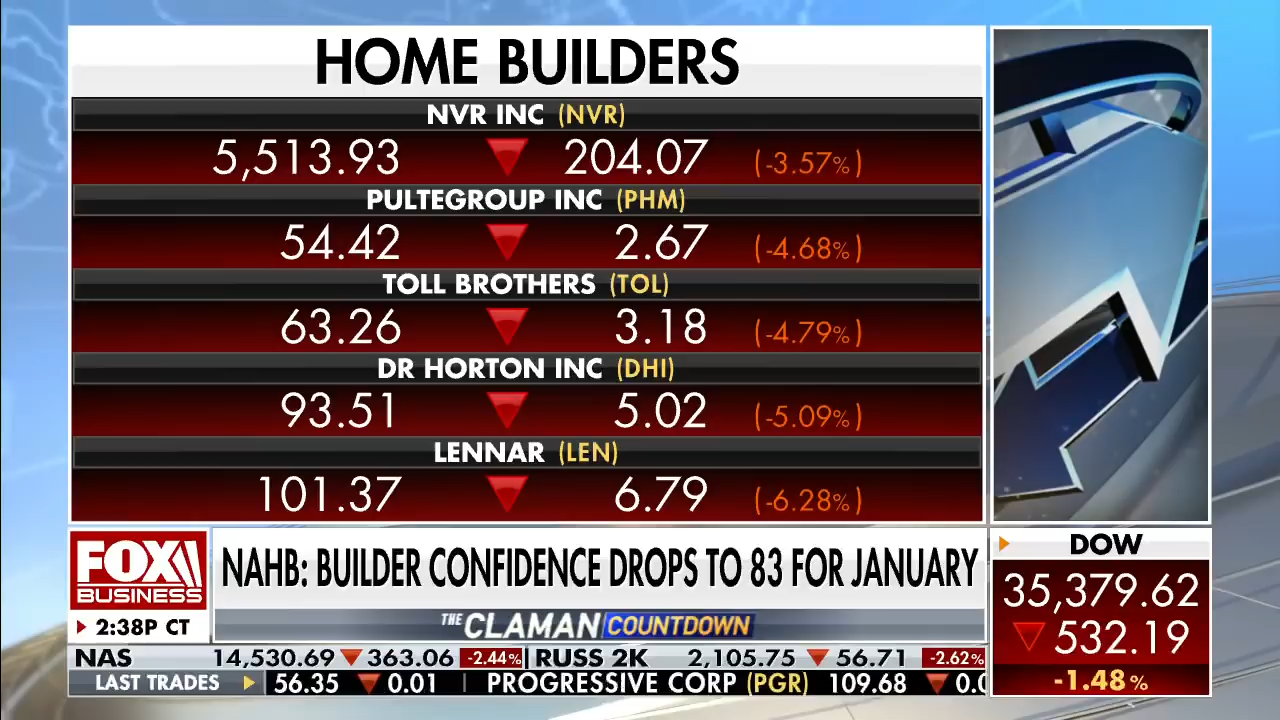 HOME BUILDERS
NVR INC (NVR)
5,513.93 204.07 (-3.57%)
PULTEGROUP INC (PHM)
54.42 2.67 (-4.68%)
TOLL BROTHERS (TOL)
63.26 3.18 (-4.79%)
DR HORTON INC (DHI)
93.51 5.02 (-5.09%)
LENNAR (LEN)
101.37 6.79 (-6.28%)
FOX BUSINESS
2:38P CT
NAHB: BUILDER CONFIDENCE DROPS TO 83 FOR JANUARY
THE CLAMAN COUNTDOWN
DOW
35,379.62
532.19
-1.48%
NAS 14,530.69 363.06 -2.44% RUSS 2K 2,105.75 56.71 -2.62%
LAST TRADES 56.35 0.01 PROGRESSIVE CORP (PGR) 109.68